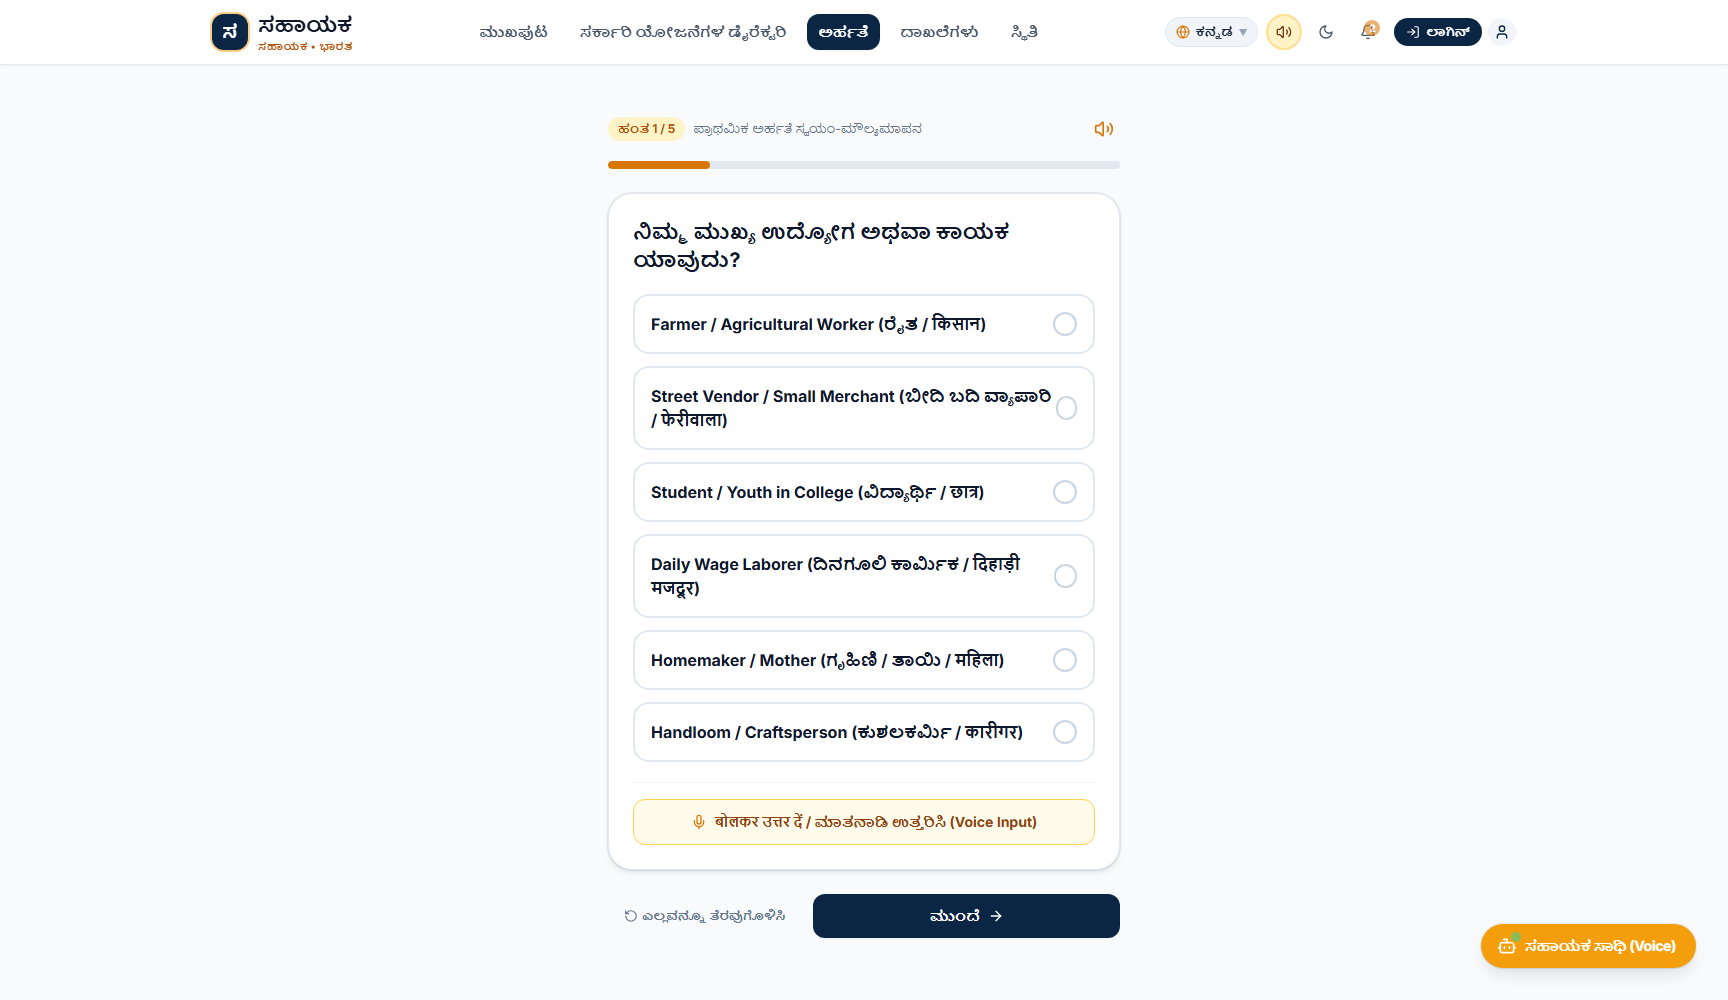 ಸ
ಸಹಾಯಕ
ಸಹಾಯಕ • ಭಾರತ
ಮುಖಪುಟ
ಸರ್ಕಾರಿ ಯೋಜನೆಗಳ ಡೈರೆಕ್ಟರಿ
ಅರ್ಹತೆ
ದಾಖಲೆಗಳು
ಸ್ಥಿತಿ
ಕನ್ನಡ ▼
ಲಾಗಿನ್
ಹಂತ 1 / 5
ಪ್ರಾಥಮಿಕ ಅರ್ಹತೆ ಸ್ವಯಂ-ಮೌಲ್ಯಮಾಪನ
ನಿಮ್ಮ ಮುಖ್ಯ ಉದ್ಯೋಗ ಅಥವಾ ಕಾಯಕ
ಯಾವುದು?
Farmer / Agricultural Worker (ರೈತ / किसान)
Street Vendor / Small Merchant (ಬೀದಿ ಬದಿ ವ್ಯಾಪಾರಿ
/ फेरीवाला)
Student / Youth in College (ವಿದ್ಯಾರ್ಥಿ / छात्र)
Daily Wage Laborer (ದಿನಗೂಲಿ ಕಾರ್ಮಿಕ / दिहाड़ी
मजदूर)
Homemaker / Mother (ಗೃಹಿಣಿ / ತಾಯಿ / महिला)
Handloom / Craftsperson (ಕುಶಲಕರ್ಮಿ / कारीगर)
बोलकर उत्तर दें / ಮಾತನಾಡಿ ಉತ್ತರಿಸಿ (Voice Input)
ಎಲ್ಲವನ್ನೂ ತೆರವುಗೊಳಿಸಿ
ಮುಂದೆ →
ಸಹಾಯಕ ಸಾಥಿ (Voice)